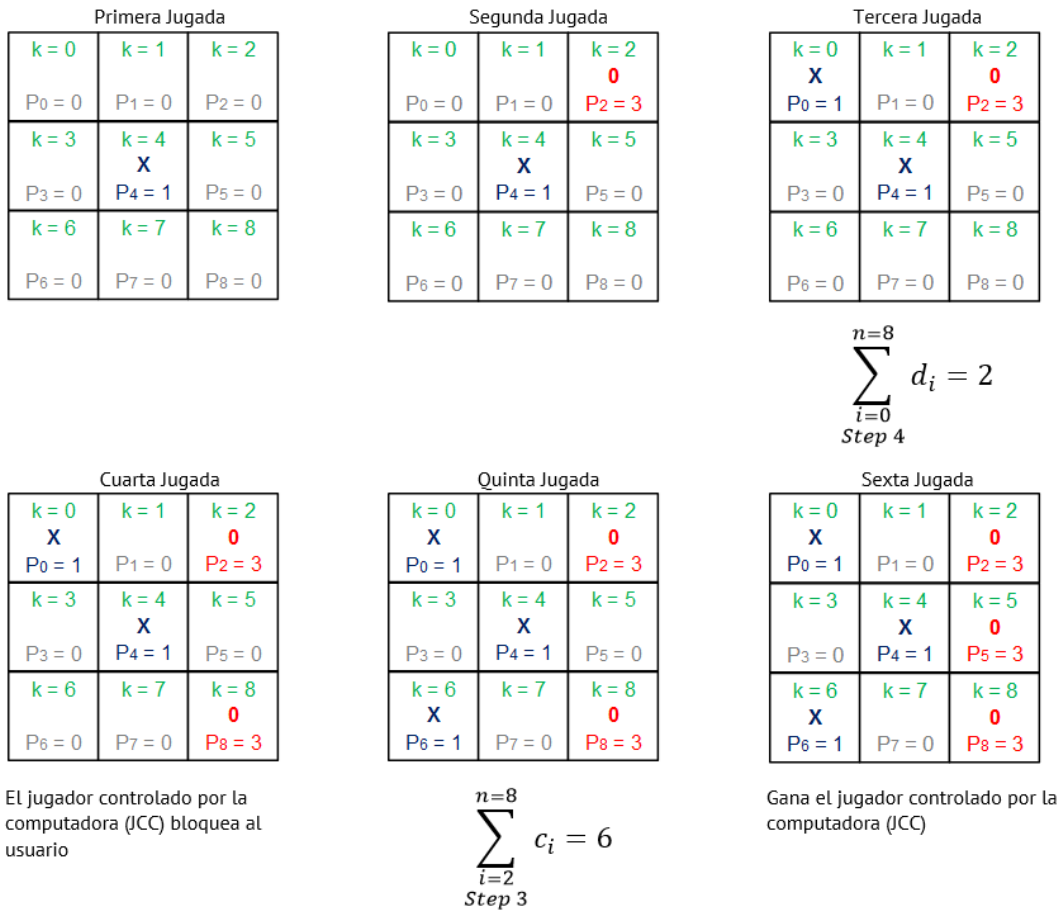 Primera Jugada
k = 0 k = 1 k = 2
P0 = 0 P1 = 0 P2 = 0
k = 3 k = 4 k = 5
X
P3 = 0 P4 = 1 P5 = 0
k = 6 k = 7 k = 8
P6 = 0 P7 = 0 P8 = 0
Segunda Jugada
k = 0 k = 1 k = 2
0
P0 = 0 P1 = 0 P2 = 3
k = 3 k = 4 k = 5
X
P3 = 0 P4 = 1 P5 = 0
k = 6 k = 7 k = 8
P6 = 0 P7 = 0 P8 = 0
Tercera Jugada
k = 0 k = 1 k = 2
X 0
P0 = 1 P1 = 0 P2 = 3
k = 3 k = 4 k = 5
X
P3 = 0 P4 = 1 P5 = 0
k = 6 k = 7 k = 8
P6 = 0 P7 = 0 P8 = 0
n=8
∑ di = 2
i=0
Step 4
Cuarta Jugada
k = 0 k = 1 k = 2
X 0
P0 = 1 P1 = 0 P2 = 3
k = 3 k = 4 k = 5
X
P3 = 0 P4 = 1 P5 = 0
k = 6 k = 7 k = 8
0
P6 = 0 P7 = 0 P8 = 3
El jugador controlado por la
computadora (JCC) bloquea al
usuario
Quinta Jugada
k = 0 k = 1 k = 2
X 0
P0 = 1 P1 = 0 P2 = 3
k = 3 k = 4 k = 5
X
P3 = 0 P4 = 1 P5 = 0
k = 6 k = 7 k = 8
X 0
P6 = 1 P7 = 0 P8 = 3
n=8
∑ ci = 6
i=2
Step 3
Sexta Jugada
k = 0 k = 1 k = 2
X 0
P0 = 1 P1 = 0 P2 = 3
k = 3 k = 4 k = 5
X 0
P3 = 0 P4 = 1 P5 = 3
k = 6 k = 7 k = 8
X 0
P6 = 1 P7 = 0 P8 = 3
Gana el jugador controlado por la
computadora (JCC)